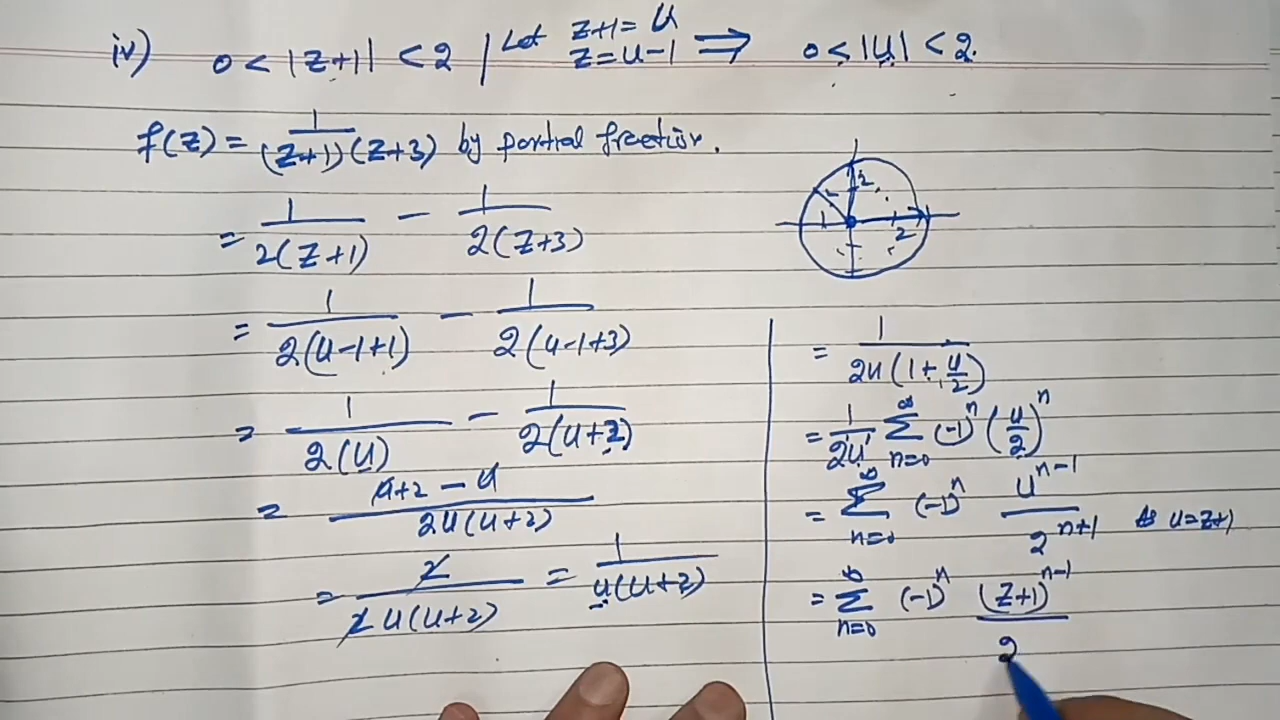 iv) 0 < |z+1| < 2 | Let z+1 = u
z = u-1 ⟹ 0 < |u| < 2.
f(z) = 1/((z+1)(z+3)) by partial fraction.
= 1/(2(z+1)) - 1/(2(z+3))
= 1/(2(u-1+1)) - 1/(2(u-1+3))
= 1/(2(u)) - 1/(2(u+2))
= (u+2-u)/(2u(u+2))
= 2/(2u(u+2)) = 1/(u(u+2))
2
2
= 1/(2u(1+u/2))
= 1/(2u) ∑_{n=0}^{∞} (-1)^n (u/2)^n
= ∑_{n=0}^{∞} (-1)^n u^{n-1}/2^{n+1} As u=z+1
= ∑_{n=0}^{∞} (-1)^n (z+1)^{n-1}/2